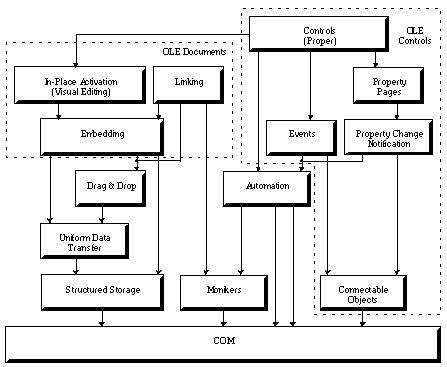 Controls
(Proper)
OLE
Controls
OLE Documents
In-Place Activation
(Visual Editing)
Linking
Property
Pages
Embedding
Events
Property Change
Notification
Drag & Drop
Automation
Uniform Data
Transfer
Structured Storage
Monikers
Connectable
Objects
COM